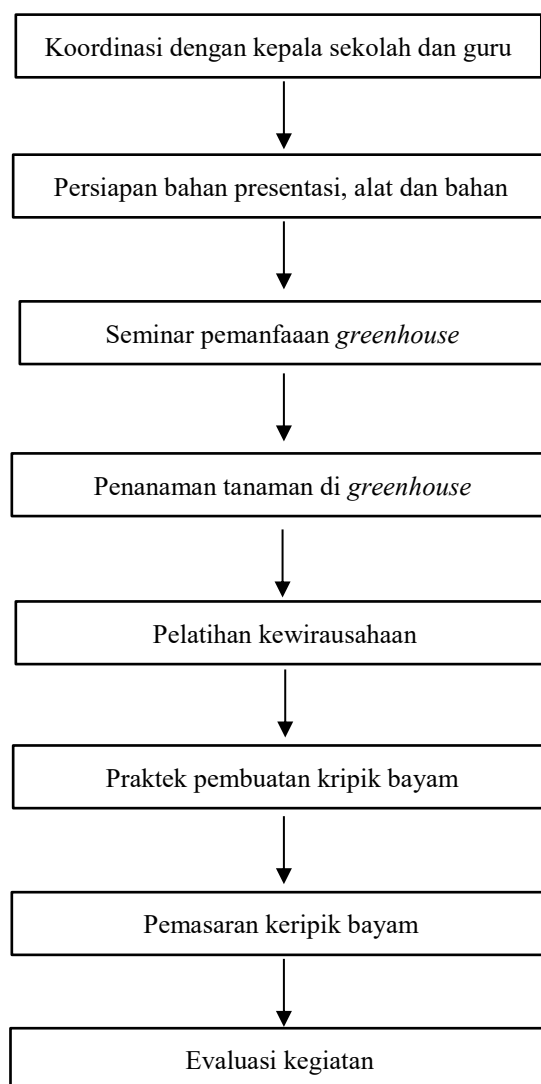 Koordinasi dengan kepala sekolah dan guru
Persiapan bahan presentasi, alat dan bahan
Seminar pemanfaaan greenhouse
Penanaman tanaman di greenhouse
Pelatihan kewirausahaan
Praktek pembuatan kripik bayam
Pemasaran keripik bayam
Evaluasi kegiatan